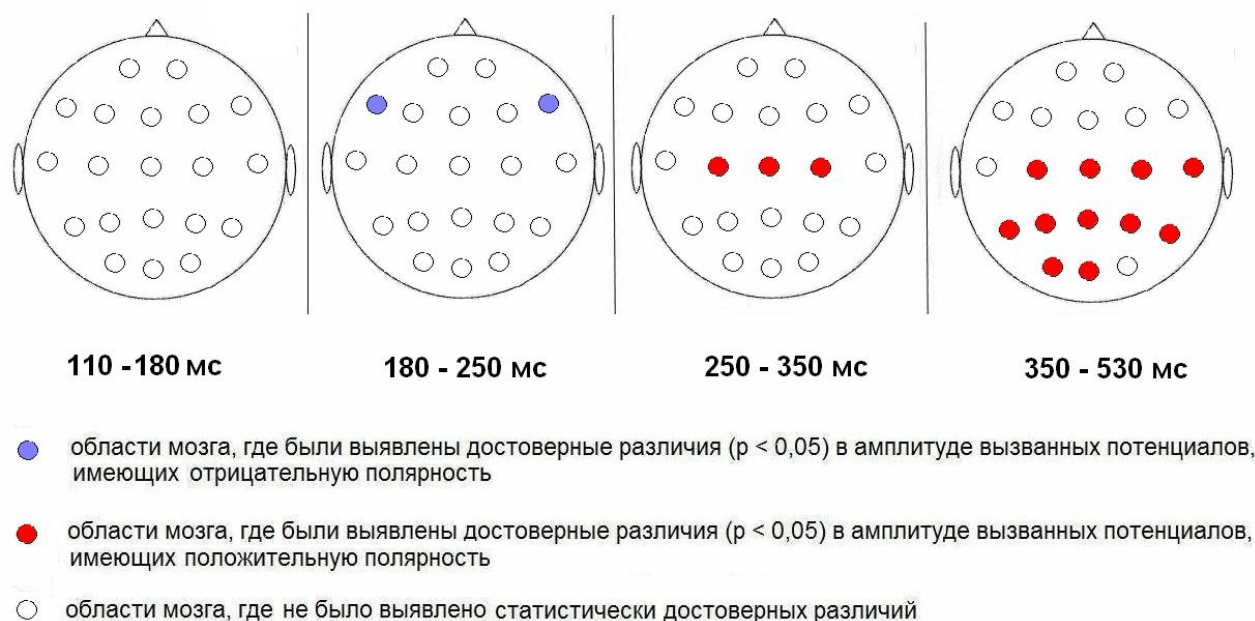 110 -180 мс
180 - 250 мс
250 - 350 мс
350 - 530 мс
области мозга, где были выявлены достоверные различия (p < 0,05) в амплитуде вызванных потенциалов,
имеющих отрицательную полярность
области мозга, где были выявлены достоверные различия (p < 0,05) в амплитуде вызванных потенциалов,
имеющих положительную полярность
области мозга, где не было выявлено статистически достоверных различий